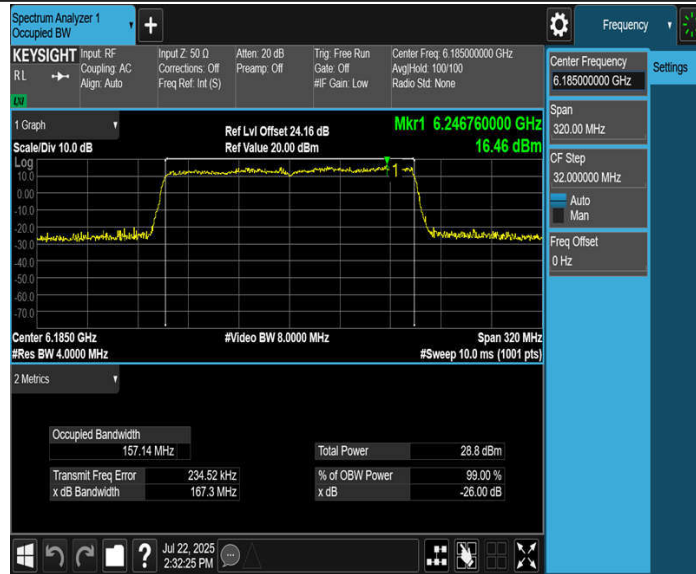 Spectrum Analyzer 1
Occupied BW
+
Frequency
KEYSIGHT
RL
LXI
Input: RF
Coupling: AC
Align: Auto
Input Z: 50 Ω
Corrections: Off
Freq Ref: Int (S)
Atten: 20 dB
Preamp: Off
Trig: Free Run
Gate: Off
#IF Gain: Low
Center Freq: 6.185000000 GHz
Avg|Hold: 100/100
Radio Std: None
Center Frequency
6.185000000 GHz
Settings
Span
320.00 MHz
CF Step
32.000000 MHz
Auto
Man
Freq Offset
0 Hz
1 Graph
Scale/Div 10.0 dB
Ref Lvl Offset 24.16 dB
Ref Value 20.00 dBm
Mkr1 6.246760000 GHz
16.46 dBm
Log
10.0
0.00
-10.0
-20.0
-30.0
-40.0
-50.0
-60.0
-70.0
1
Center 6.1850 GHz
#Res BW 4.0000 MHz
#Video BW 8.0000 MHz
Span 320 MHz
#Sweep 10.0 ms (1001 pts)
2 Metrics
Occupied Bandwidth
157.14 MHz
Total Power 28.8 dBm
Transmit Freq Error 234.52 kHz
% of OBW Power 99.00 %
x dB Bandwidth 167.3 MHz
x dB -26.00 dB
?
Jul 22, 2025
2:32:25 PM